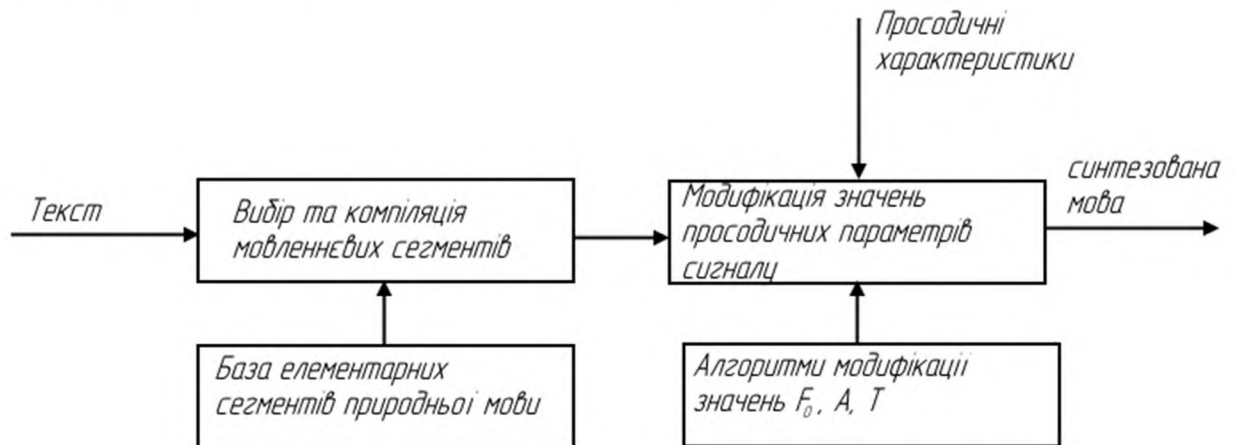 Просодичні
характеристики
синтезована
мова
Текст
Вибір та компіляція
мовленнєвих сегментів
Модифікація значень
просодичних параметрів
сигналу
База елементарних
сегментів природньої мови
Алгоритми модифікації
значень F₀, A, T